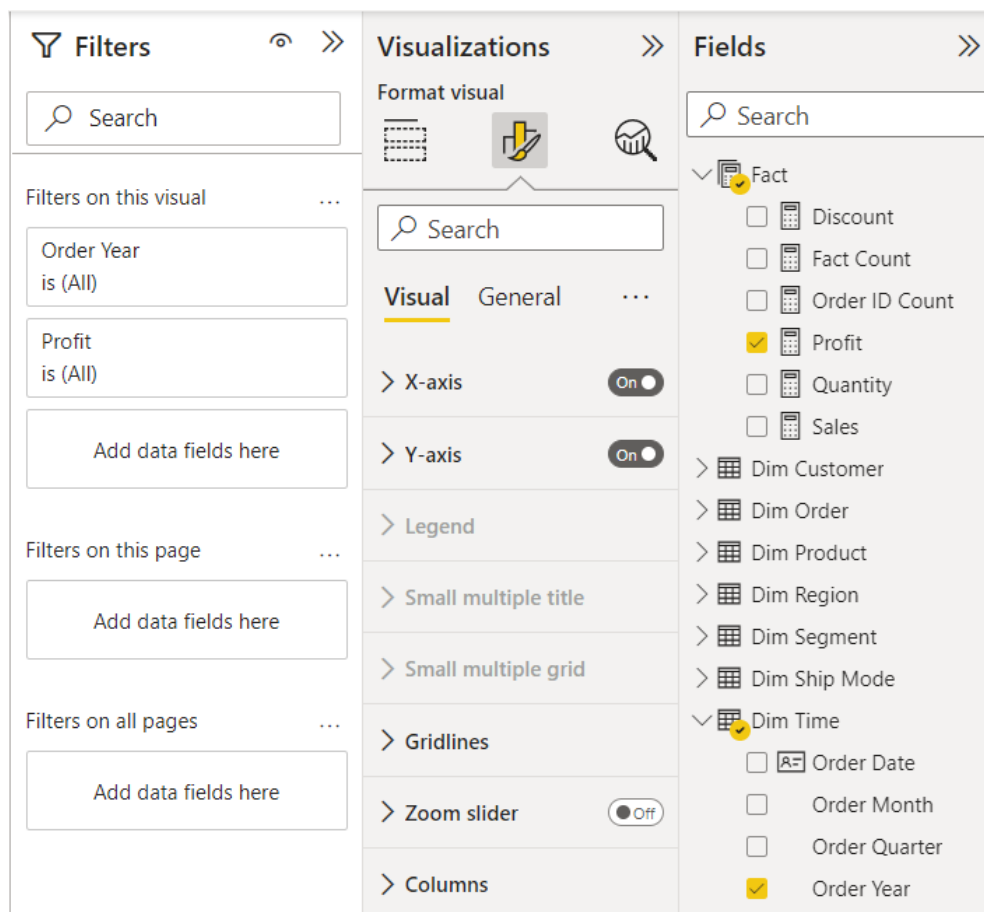 Filters
Search
Filters on this visual
...
Order Year
is (All)
Profit
is (All)
Add data fields here
Filters on this page
...
Add data fields here
Filters on all pages
...
Add data fields here
Visualizations
Format visual
Search
Visual General ...
X-axis On
Y-axis On
Legend
Small multiple title
Small multiple grid
Gridlines
Zoom slider Off
Columns
Fields
Search
Fact
Discount
Fact Count
Order ID Count
Profit
Quantity
Sales
Dim Customer
Dim Order
Dim Product
Dim Region
Dim Segment
Dim Ship Mode
Dim Time
Order Date
Order Month
Order Quarter
Order Year